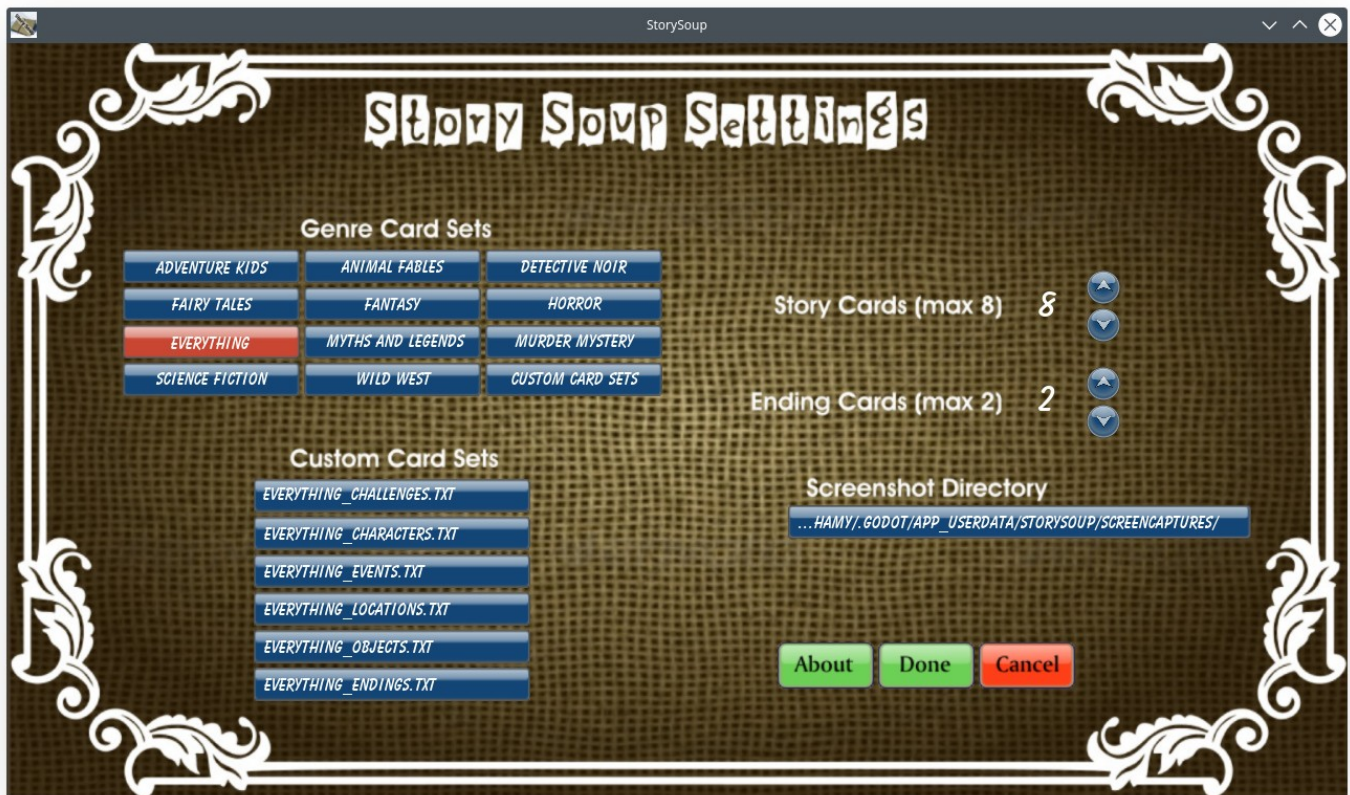 StorySoup
Story Soup Settings
Genre Card Sets
ADVENTURE KIDS
ANIMAL FABLES
DETECTIVE NOIR
FAIRY TALES
FANTASY
HORROR
EVERYTHING
MYTHS AND LEGENDS
MURDER MYSTERY
SCIENCE FICTION
WILD WEST
CUSTOM CARD SETS
Custom Card Sets
EVERYTHING_CHALLENGES.TXT
EVERYTHING_CHARACTERS.TXT
EVERYTHING_EVENTS.TXT
EVERYTHING_LOCATIONS.TXT
EVERYTHING_OBJECTS.TXT
EVERYTHING_ENDINGS.TXT
Story Cards (max 8) 8
Ending Cards (max 2) 2
Screenshot Directory
...HAMY/.GODOT/APP_USERDATA/STORYSOUP/SCREENCAPTURES/
About
Done
Cancel